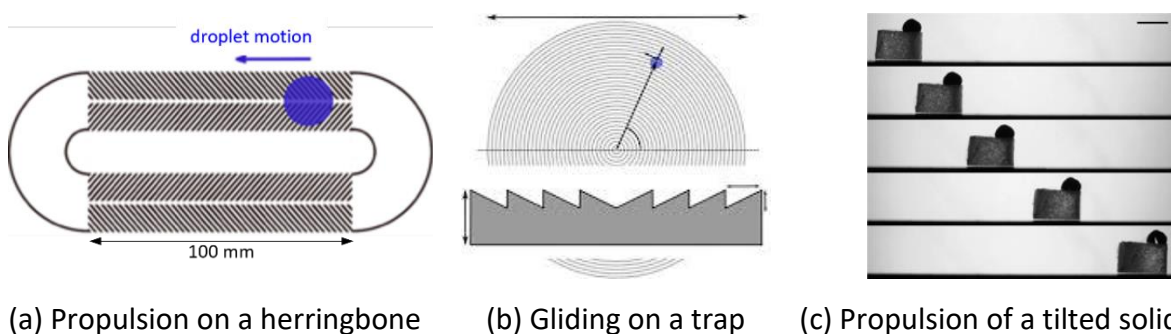 droplet motion
100 mm
(a) Propulsion on a herringbone
(b) Gliding on a trap
(c) Propulsion of a tilted solid